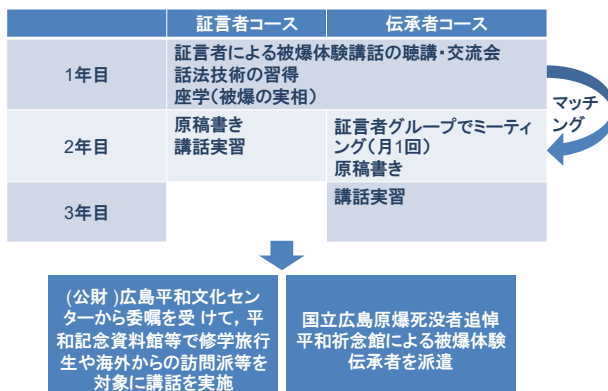 証言者コース 伝承者コース
1年目
証言者による被爆体験講話の聴講・交流会
話法技術の習得
座学(被爆の実相)
マッチ
ング
2年目
原稿書き
講話実習
証言者グループでミーティ
ング(月1回)
原稿書き
3年目
講話実習
(公財 )広島平和文化セン
ターから委嘱を受 けて，平
和記念資料館等で修学旅行
生や海外からの訪問派等を
対象に講話を実施
国立広島原爆死没者追悼
平和祈念館による被爆体験
伝承者を派遣